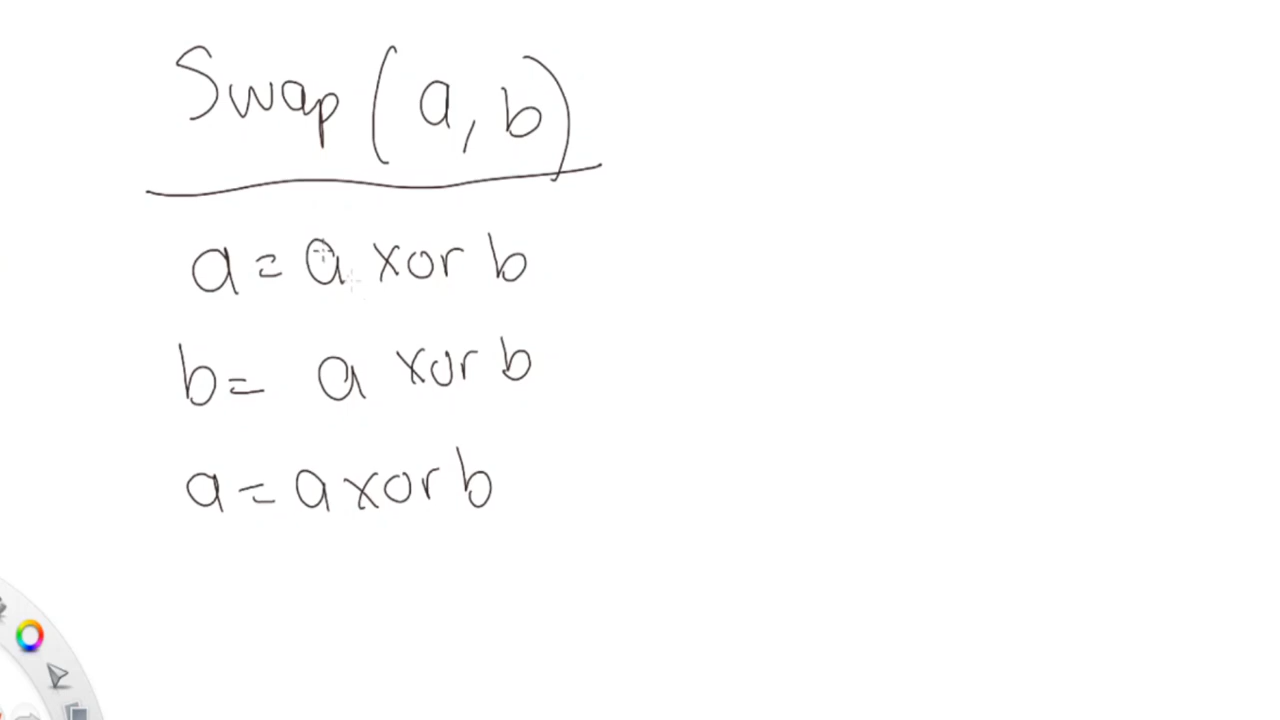 Swap (a, b)
a = a xor b
b = a xor b
a = a xor b